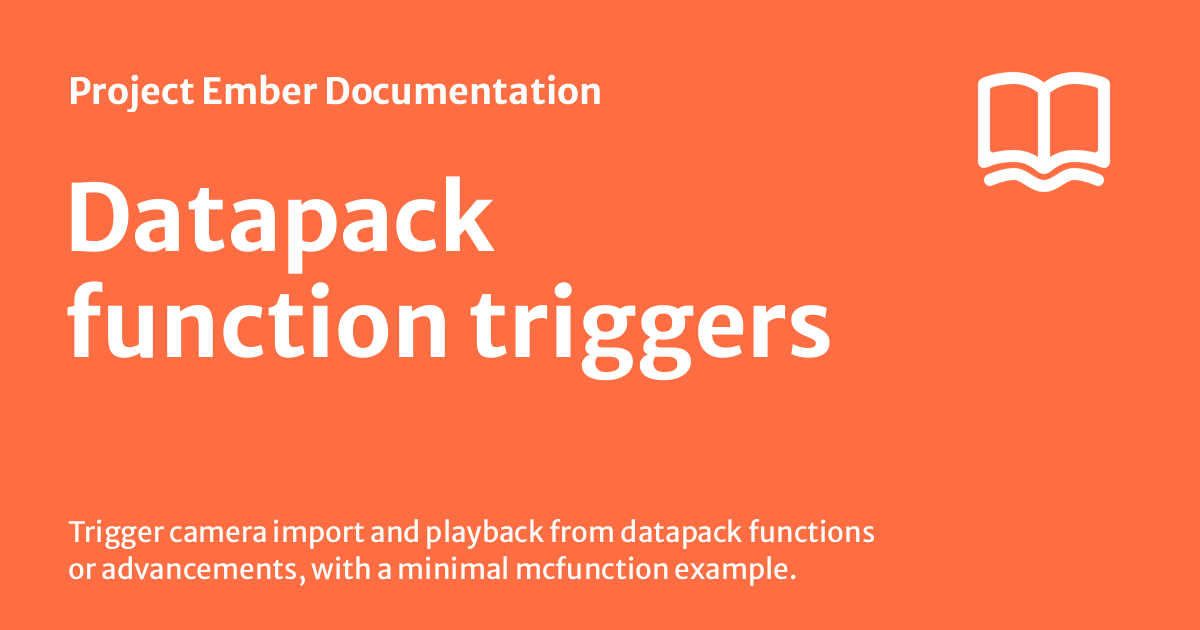 Project Ember Documentation
Datapack
function triggers
Trigger camera import and playback from datapack functions
or advancements, with a minimal mcfunction example.